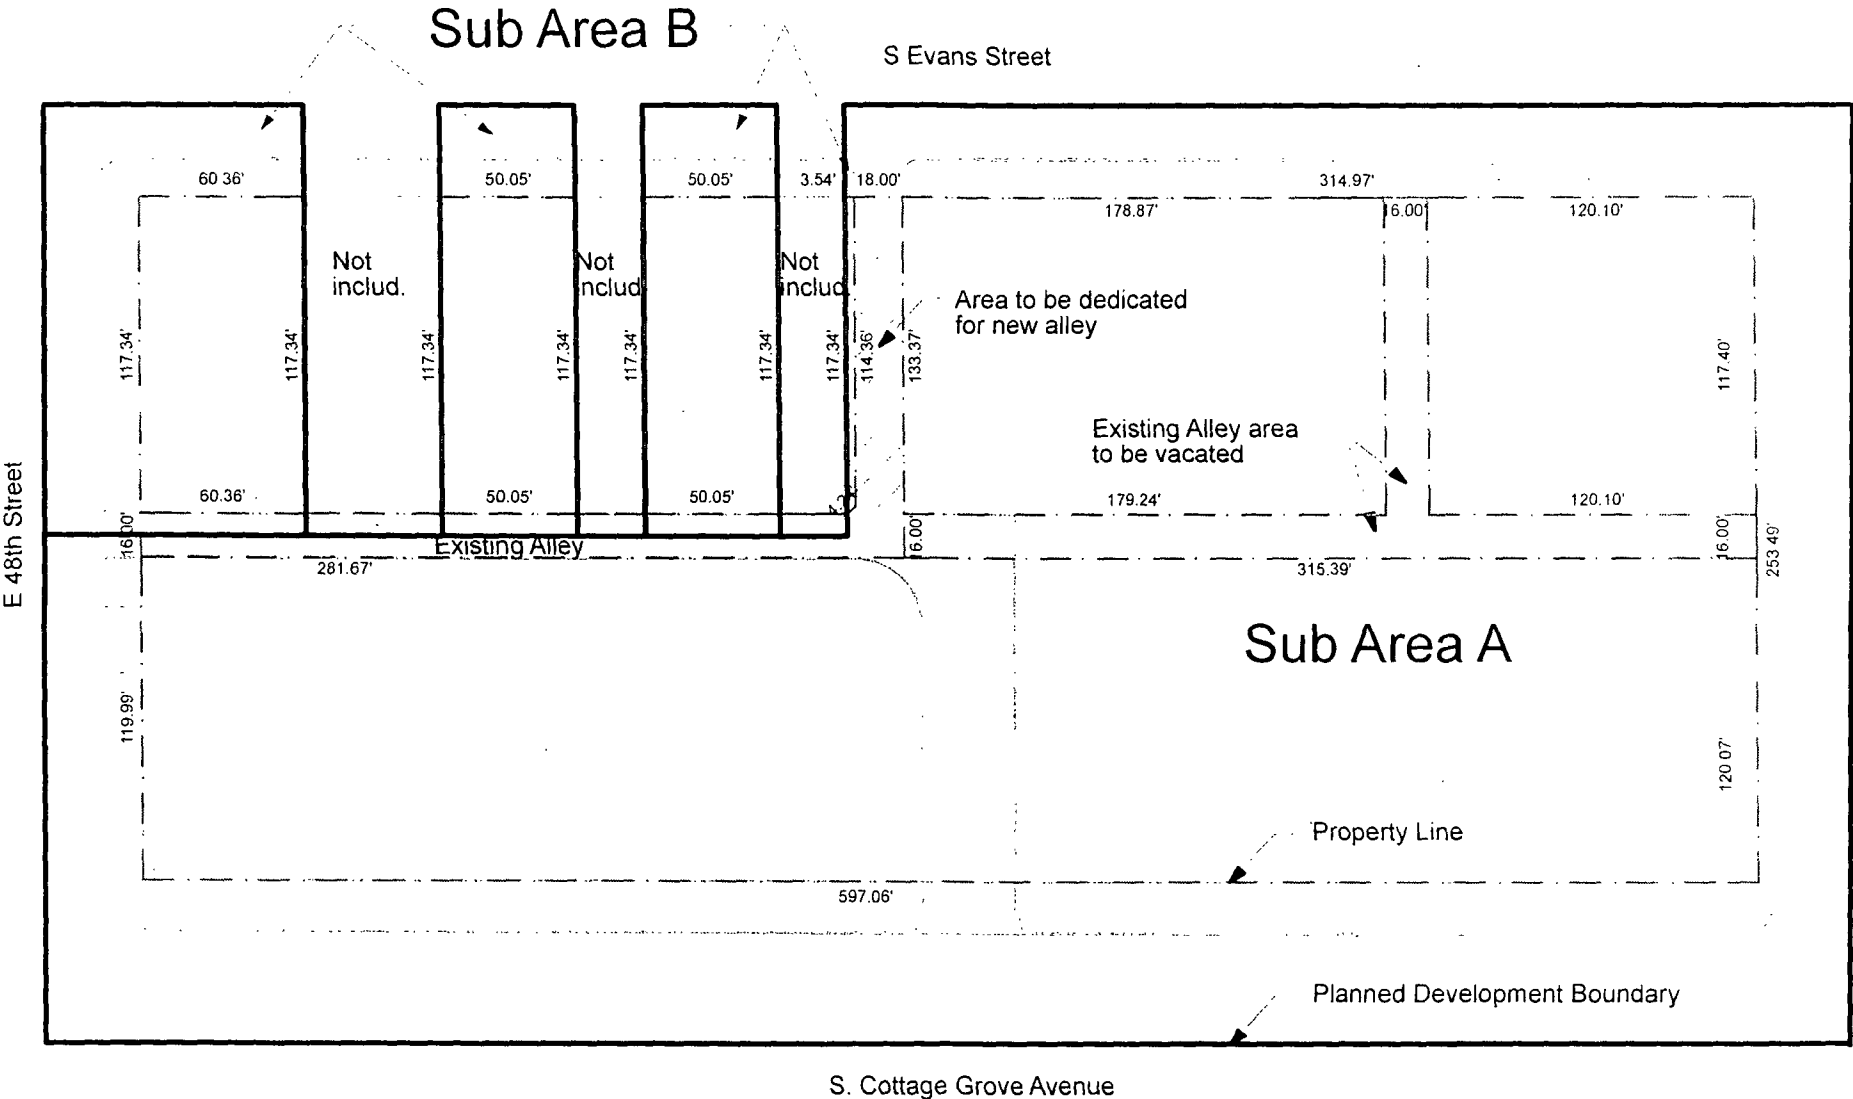 Sub Area B
S Evans Street
60 36'
50.05'
50.05'
3.54'
18.00'
314.97'
178.87'
6.00'
120.10'
Not
includ.
Not
includ
Not
includ.
Area to be dedicated
for new alley
117.34'
117.34'
117.34'
117.34'
117.34'
117.34'
117.34'
114.36'
133.37'
117.40'
Existing Alley area
to be vacated
E 48th Street
60.36'
50.05'
50.05'
179.24'
120.10'
16.00'
Existing Alley
16.00'
16.00'
253 49'
281.67'
315.39'
Sub Area A
119.99'
120 07'
Property Line
597.06'
Planned Development Boundary
S. Cottage Grove Avenue